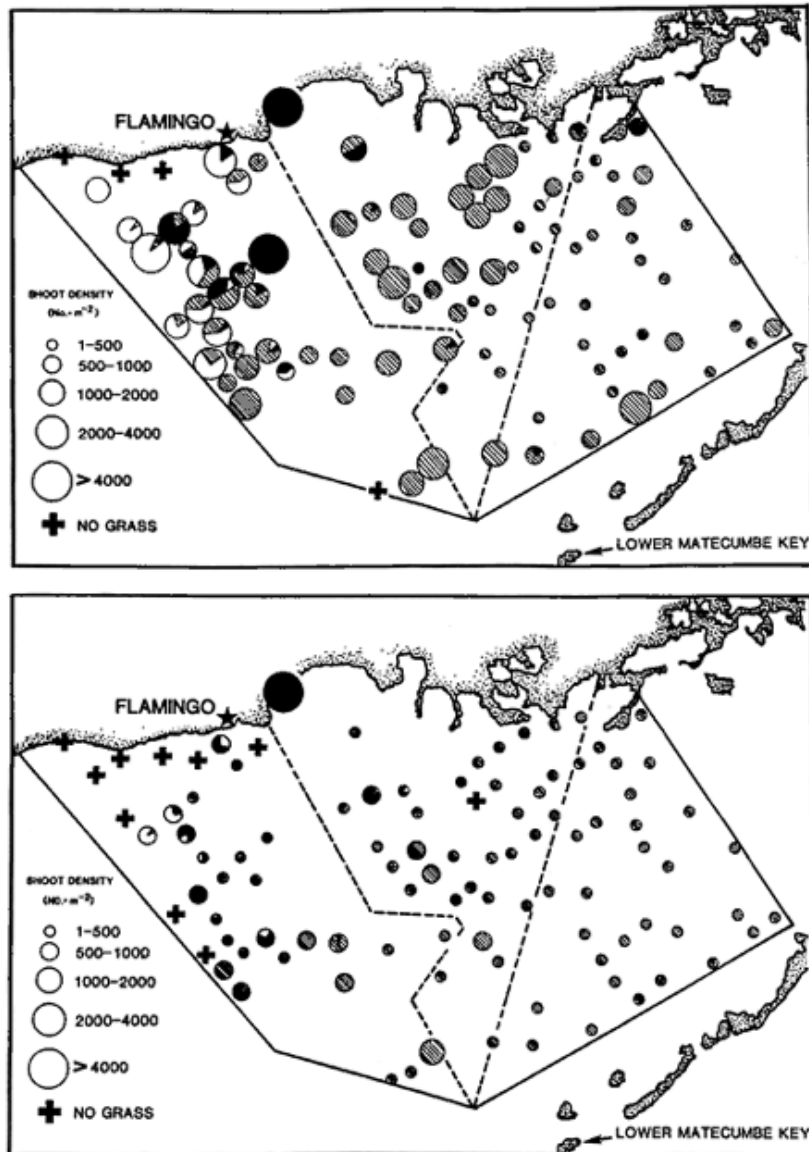 FLAMINGO
SHOOT DENSITY
(No.·m⁻²)
1-500
500-1000
1000-2000
2000-4000
≥4000
NO GRASS
LOWER MATECUMBE KEY
FLAMINGO
SHOOT DENSITY
(No.·m⁻²)
1-500
500-1000
1000-2000
2000-4000
≥4000
NO GRASS
LOWER MATECUMBE KEY